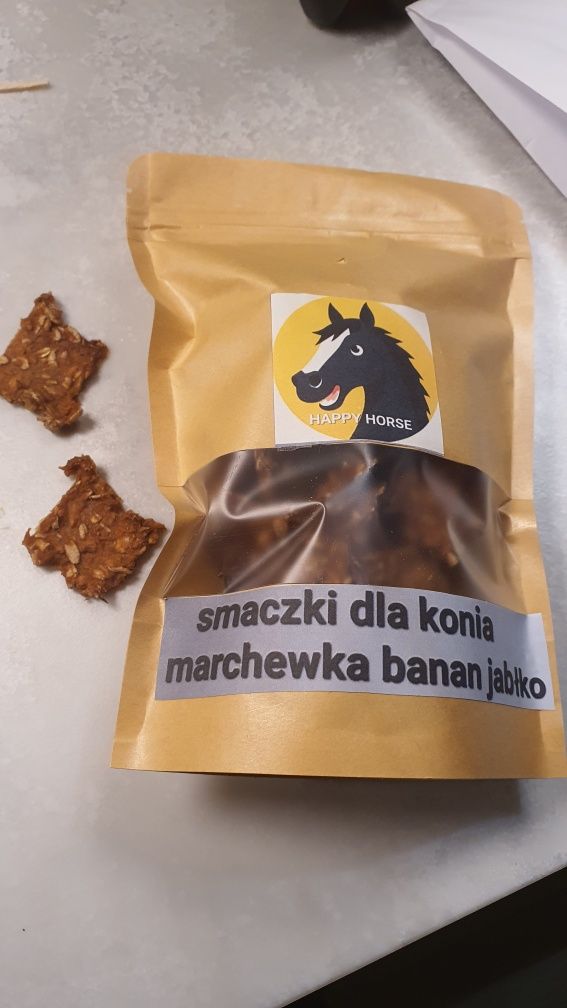 HAPPY HORSE
smaczki dla konia
marchewka banan jabłko